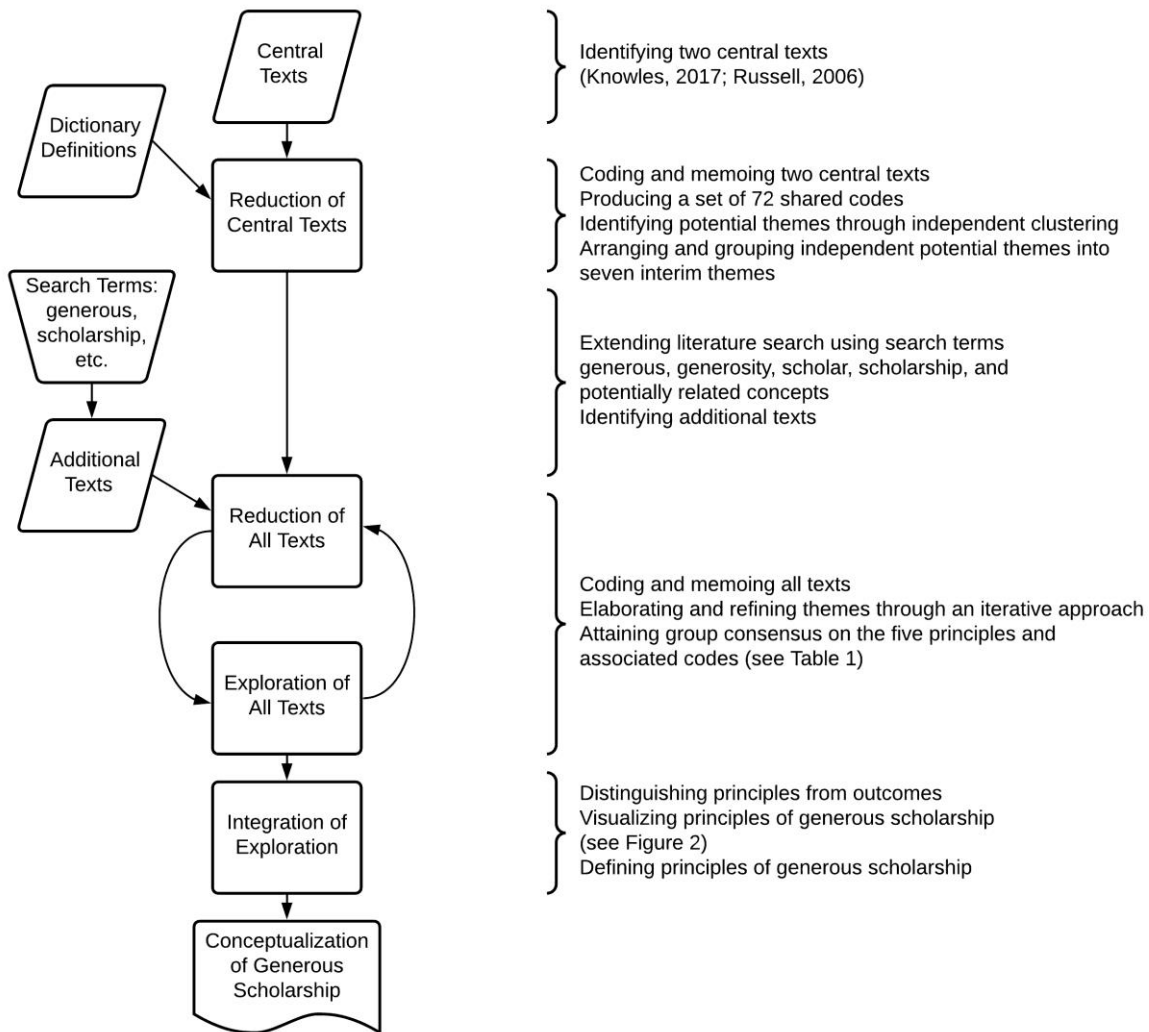 Central
Texts
Identifying two central texts
(Knowles, 2017; Russell, 2006)
Dictionary
Definitions
Reduction of
Central Texts
Coding and memoing two central texts
Producing a set of 72 shared codes
Identifying potential themes through independent clustering
Arranging and grouping independent potential themes into
seven interim themes
Search Terms:
generous,
scholarship,
etc.
Extending literature search using search terms
generous, generosity, scholar, scholarship, and
potentially related concepts
Identifying additional texts
Additional
Texts
Reduction of
All Texts
Coding and memoing all texts
Elaborating and refining themes through an iterative approach
Attaining group consensus on the five principles and
associated codes (see Table 1)
Exploration of
All Texts
Integration of
Exploration
Distinguishing principles from outcomes
Visualizing principles of generous scholarship
(see Figure 2)
Defining principles of generous scholarship
Conceptualization
of Generous
Scholarship